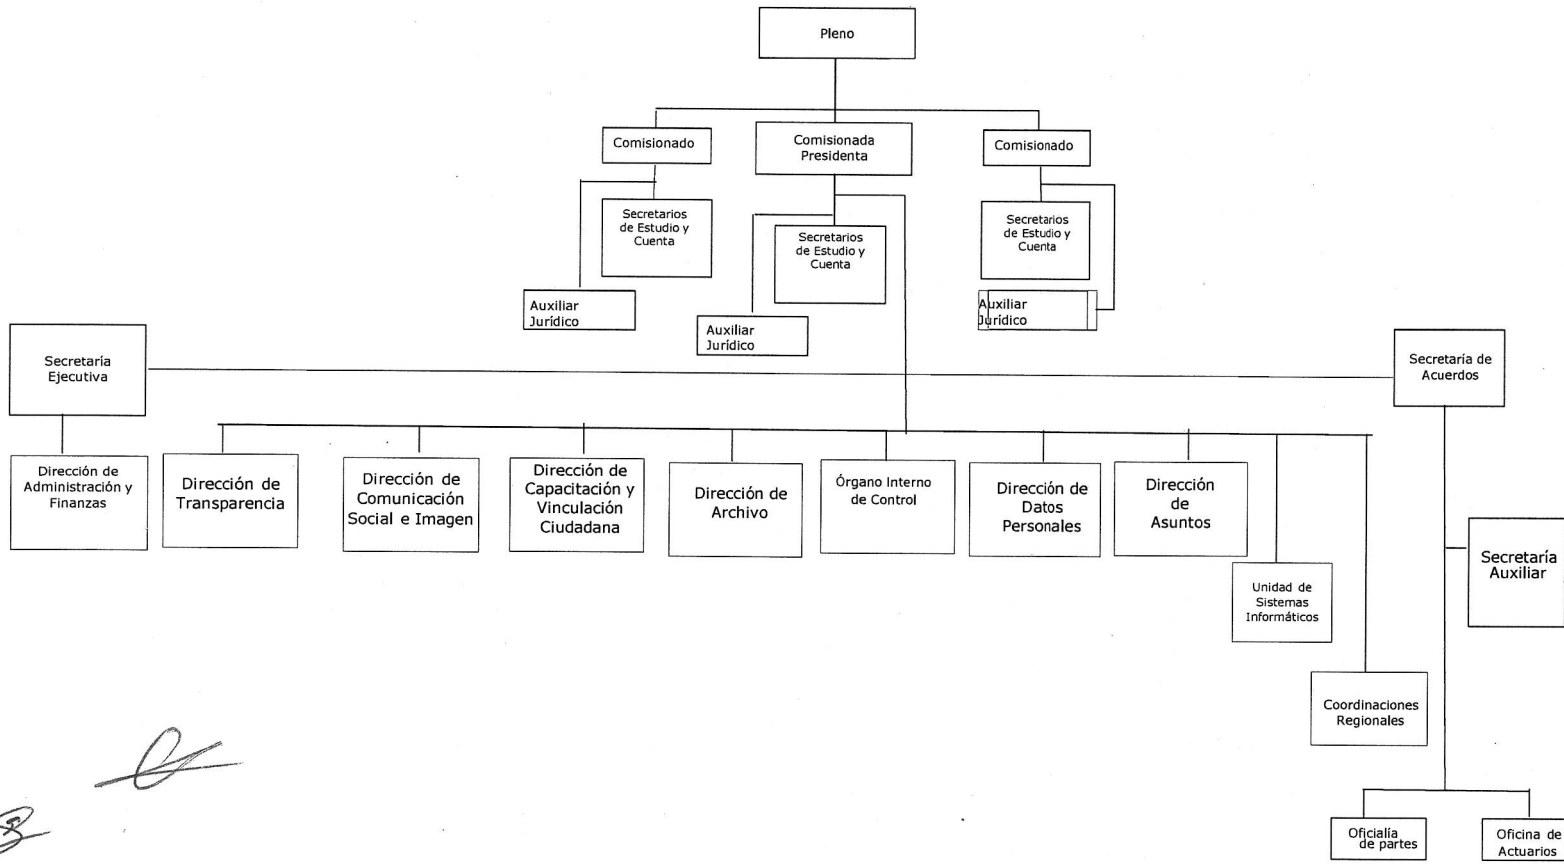 Pleno
Comisionado
Comisionada
Presidenta
Comisionado
Secretarios
de Estudio y
Cuenta
Secretarios
de Estudio y
Cuenta
Secretarios
de Estudio y
Cuenta
Auxiliar
Jurídico
Auxiliar
Jurídico
Auxiliar
Jurídico
Secretaría
Ejecutiva
Secretaría de
Acuerdos
Dirección de
Administración y
Finanzas
Dirección de
Transparencia
Dirección de
Comunicación
Social e Imagen
Dirección de
Capacitación y
Vinculación
Ciudadana
Dirección de
Archivo
Órgano Interno
de Control
Dirección de
Datos
Personales
Dirección
de
Asuntos
Secretaría
Auxiliar
Unidad de
Sistemas
Informáticos
Coordinaciones
Regionales
Oficialía
de partes
Oficina de
Actuarios